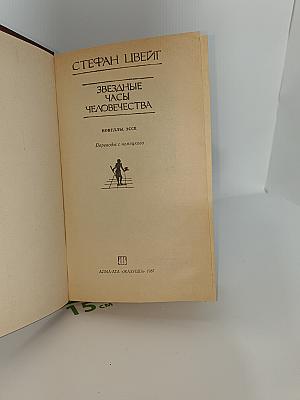 СТЕФАН ЦВЕЙГ
ЗВЕЗДНЫЕ
ЧАСЫ
ЧЕЛОВЕЧЕСТВА
НОВЕЛЛЫ, ЭССЕ
Переводы с немецкого
АЛМА-АТА «ЖАЗУШЫ» 1987
15 см